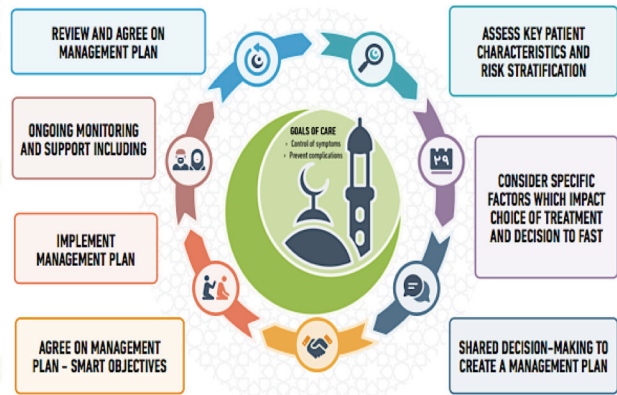 REVIEW AND AGREE ON
MANAGEMENT PLAN
ASSESS KEY PATIENT
CHARACTERISTICS AND
RISK STRATIFICATION
ONGOING MONITORING
AND SUPPORT INCLUDING
GOALS OF CARE
• Control of symptoms
• Prevent complications
٢٩
CONSIDER SPECIFIC
FACTORS WHICH IMPACT
CHOICE OF TREATMENT
AND DECISION TO FAST
IMPLEMENT
MANAGEMENT PLAN
AGREE ON MANAGEMENT
PLAN - SMART OBJECTIVES
SHARED DECISION-MAKING TO
CREATE A MANAGEMENT PLAN